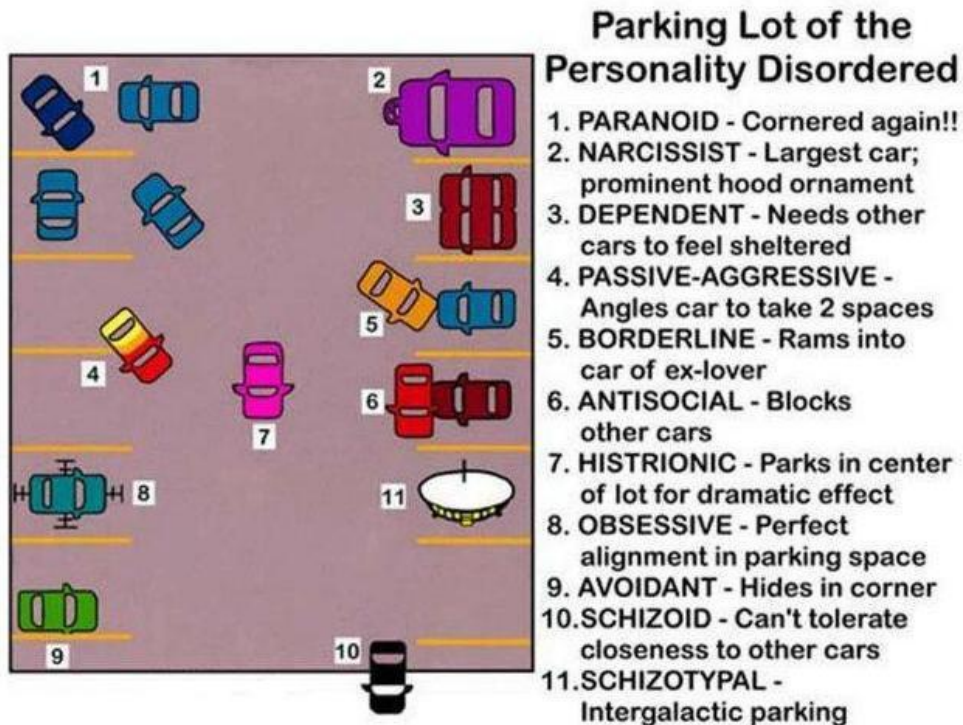 Parking Lot of the
Personality Disordered
1. PARANOID - Cornered again!!
2. NARCISSIST - Largest car;
prominent hood ornament
3. DEPENDENT - Needs other
cars to feel sheltered
4. PASSIVE-AGGRESSIVE -
Angles car to take 2 spaces
5. BORDERLINE - Rams into
car of ex-lover
6. ANTISOCIAL - Blocks
other cars
7. HISTRIONIC - Parks in center
of lot for dramatic effect
8. OBSESSIVE - Perfect
alignment in parking space
9. AVOIDANT - Hides in corner
10.SCHIZOID - Can't tolerate
closeness to other cars
11.SCHIZOTYPAL -
Intergalactic parking
1
2
3
4
5
6
7
8
11
9
10